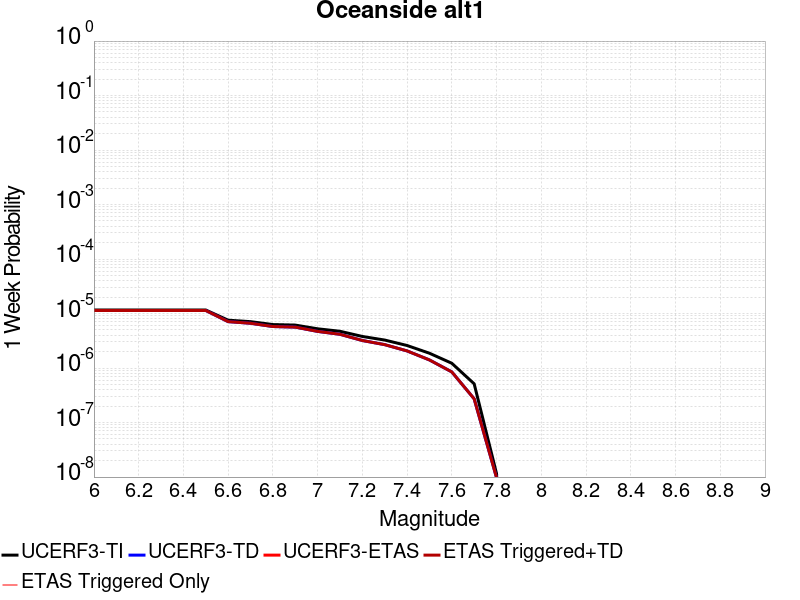 Oceanside alt1
10^0
10^-1
10^-2
10^-3
10^-4
10^-5
10^-6
10^-7
10^-8
1 Week Probability
6 6.2 6.4 6.6 6.8 7 7.2 7.4 7.6 7.8 8 8.2 8.4 8.6 8.8 9
Magnitude
UCERF3-TI UCERF3-TD UCERF3-ETAS ETAS Triggered+TD
ETAS Triggered Only